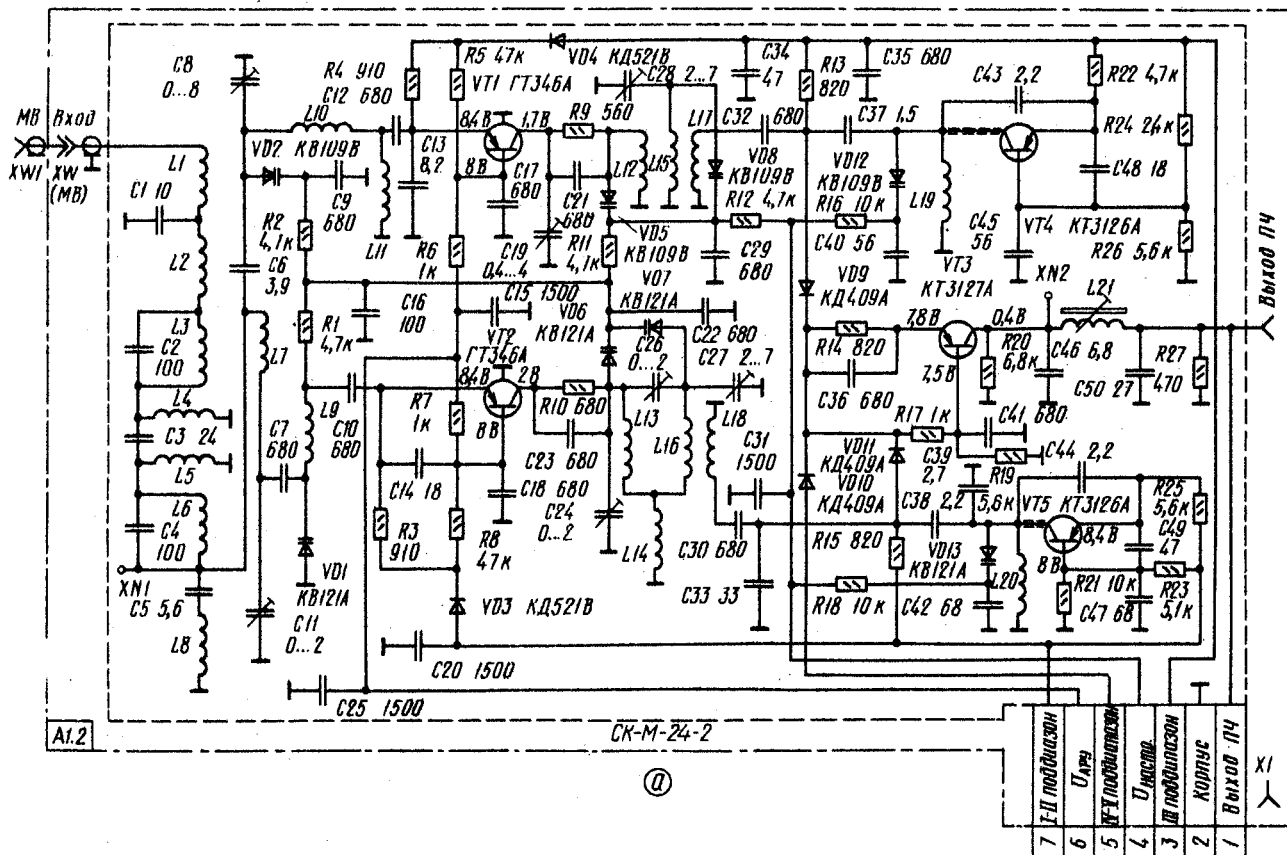 C8
0...8
МВ
Вход
XW1
XW
(МВ)
L1
C1 10
L2
L3
C2
100
L4
C3 24
L5
L6
C4
100
XN1
C5 5,6
L8
R4 910
C12 680
L10
VD2
КВ109В
R2
4,1к
C9
680
L11
C6
3,9
R1
4,7к
L7
C7
680
L9
C10
680
VD1
КВ121А
C11
0...2
R5 47к
VT1 ГТ346А
8,4В
1,7В
8В
C13
8,2
C17
680
R6
1к
C19
0,4...4
C16
100
C15 1500
VT2
ГТ346А
8,4В
2В
8В
R7
1к
C14 18
R3
910
R8
47к
C18 680
C23 680
VD3 КД521В
C20 1500
C25 1500
VD4 КД521В
R9
560
C28 2...7
C21
680
R11
4,1к
L12
L15
L17
VD5
КВ109В
VD7
КВ121А
VD6
КВ121А
C22 680
C26
0...2
C27 2...7
R10 680
L13
L16
L18
C24
0...2
L14
C31
1500
C30 680
C33 33
C34
47
R13
820
C32 680
VD8
КВ109В
R12 4,7к
C29
680
C35 680
C37 1,5
VD12
КВ109В
R16 10к
C40 56
L19
C43 2,2
R22 4,7к
R24 2,4к
C48 18
VT4
КТ3126А
C45
56
R26 5,6к
VD9
КД409А
VT3
КТ3127А
7,8В
0,4В
7,5В
R14 820
C36 680
R20
6,8к
XN2
L21
C46 6,8
C50 27
R27
470
R17 1к
C41 680
VD11
КД409А
VD10
КД409А
C39
2,7
C44
2,2
R19
5,6к
C38 2,2
VT5
КТ3126А
8,4В
8В
R25
5,6к
C49
47
R15 820
VD13
КВ121А
L20
R18 10к
C42 68
R21 10к
C47 68
R23
5,1к
Выход ПЧ
А1.2
СК-М-24-2
а
7 I-II поддиапазон
6 UАРУ
5 IV-V поддиапазон
4 Uнастр.
3 III поддиапазон
2 Корпус
1 Выход ПЧ
X1